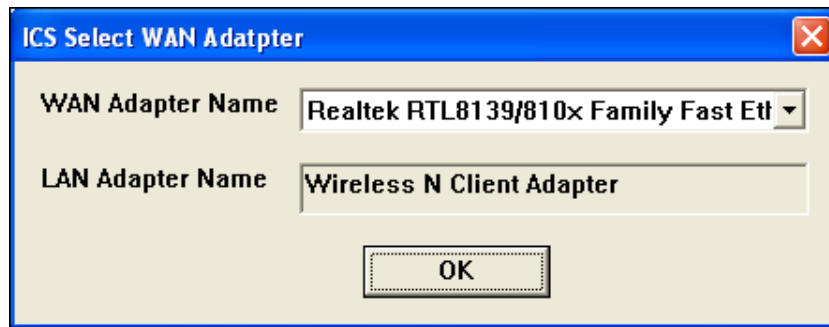 ICS Select WAN Adatpter
WAN Adapter Name Realtek RTL8139/810x Family Fast Eth
LAN Adapter Name Wireless N Client Adapter
OK